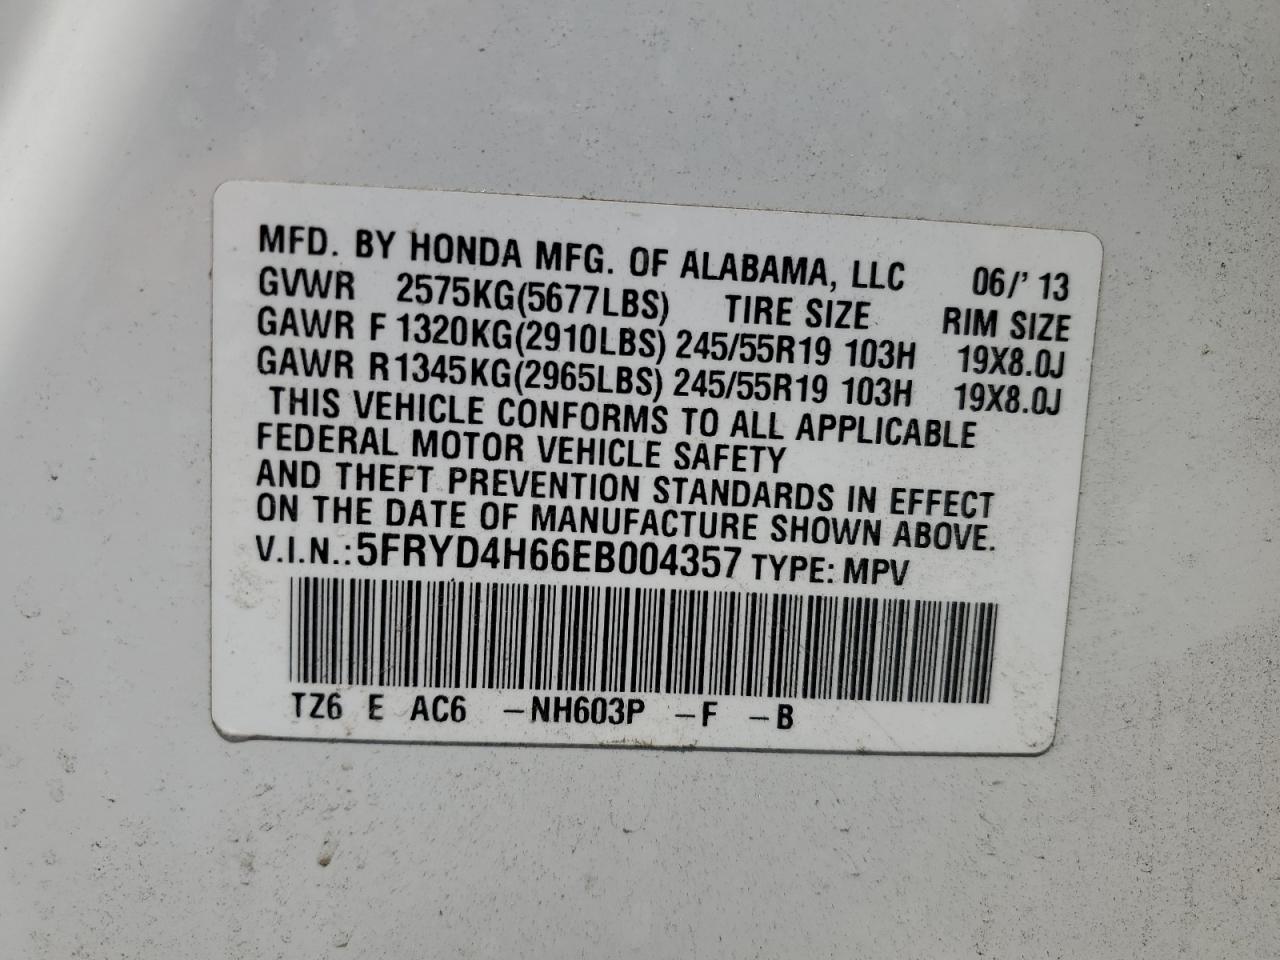 MFD. BY HONDA MFG. OF ALABAMA, LLC 06/' 13
GVWR 2575KG(5677LBS) TIRE SIZE RIM SIZE
GAWR F 1320KG(2910LBS) 245/55R19 103H 19X8.0J
GAWR R1345KG(2965LBS) 245/55R19 103H 19X8.0J
THIS VEHICLE CONFORMS TO ALL APPLICABLE
FEDERAL MOTOR VEHICLE SAFETY
AND THEFT PREVENTION STANDARDS IN EFFECT
ON THE DATE OF MANUFACTURE SHOWN ABOVE.
V.I.N.:5FRYD4H66EB004357 TYPE: MPV
TZ6 E AC6 -NH603P -F -B